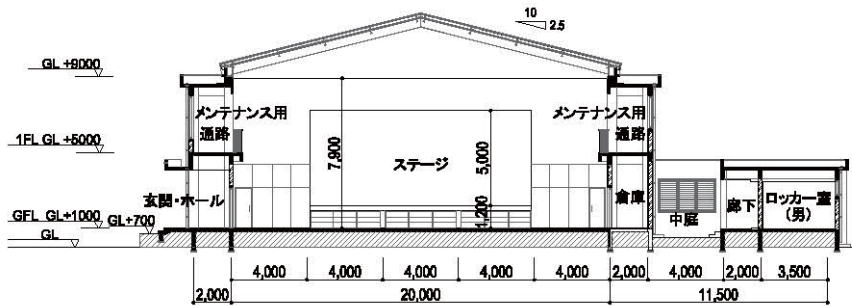 10
2.5
GL +9000
メンテナンス用
通路
メンテナンス用
通路
1FL GL +5000
7,900
ステージ
5,000
玄関・ホール
倉庫
中庭
廊下
ロッカー室
(男)
GFL GL +1000
GL+700
1,200
GL
4,000 4,000 4,000 4,000 4,000 2,000 4,000 2,000 3,500
2,000 20,000 11,500